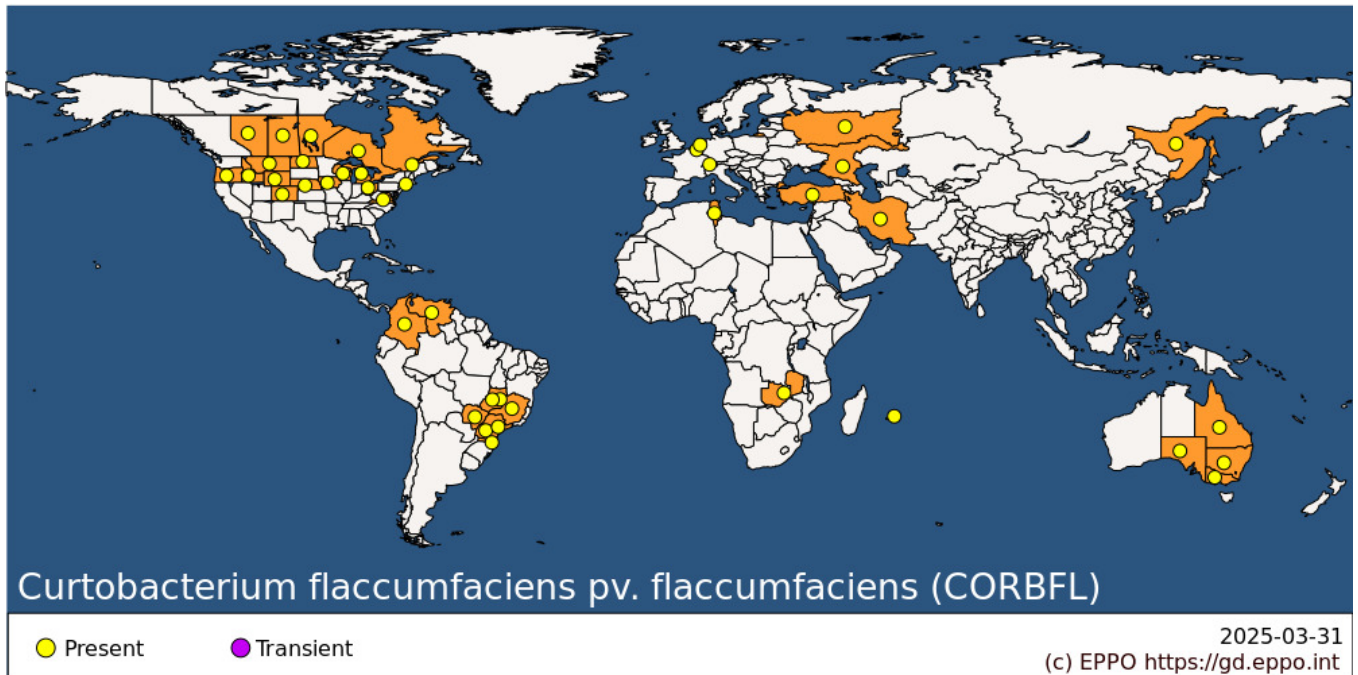 Curtobacterium flaccumfaciens pv. flaccumfaciens (CORBFL)
Present
Transient
2025-03-31
(c) EPPO https://gd.eppo.int